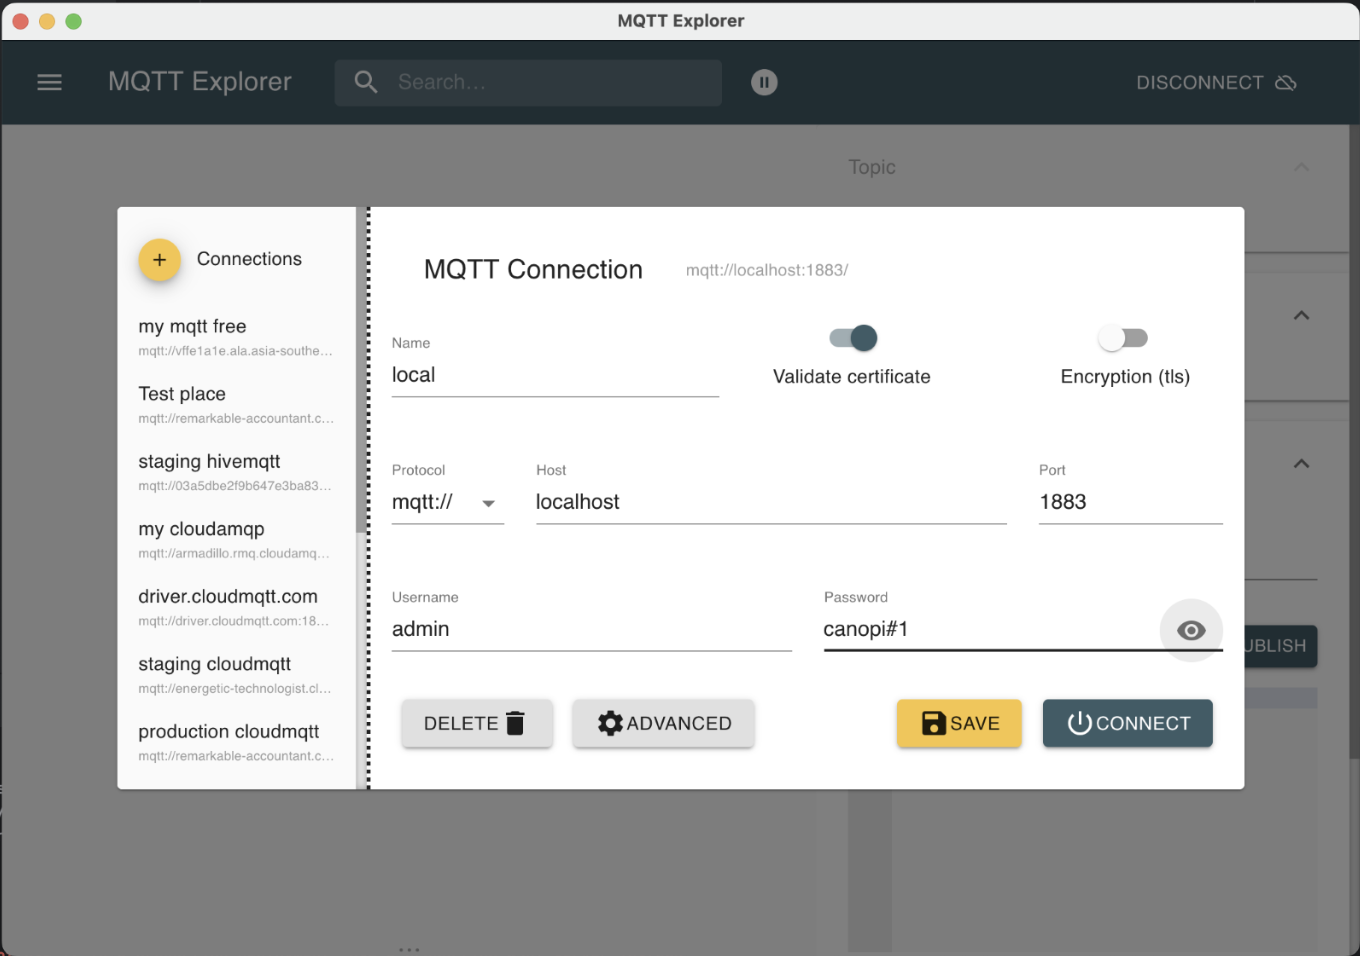 MQTT Explorer
MQTT Explorer
Search...
DISCONNECT
Topic
+ Connections
my mqtt free
mqtt://vffe1a1e.ala.asia-southe...
Test place
mqtt://remarkable-accountant.c...
staging hivemqtt
mqtt://03a5dbe2f9b647e3ba83...
my cloudamqp
mqtt://armadillo.rmq.cloudamq...
driver.cloudmqtt.com
mqtt://driver.cloudmqtt.com:18...
staging cloudmqtt
mqtt://energetic-technologist.cl...
production cloudmqtt
mqtt://remarkable-accountant.c...
MQTT Connection
mqtt://localhost:1883/
Name
local
Validate certificate
Encryption (tls)
Protocol
mqtt://
Host
localhost
Port
1883
Username
admin
Password
canopi#1
UBLISH
DELETE
ADVANCED
SAVE
CONNECT
...